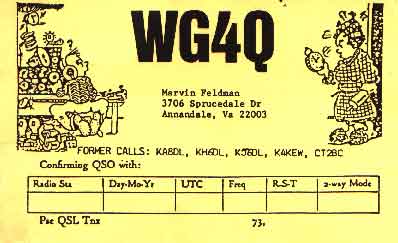 WG4Q
Mervin Feldman
3706 Sprucedale Dr
Annandale, Va 22003
FORMER CALLS: KA8DL, KH6DL, KJ6DL, K4KEW, CT2BC
Confirming QSO with:
Radio Sta Day-Mo-Yr UTC Freq R-S-T 2-way Mode
Pse QSL Tnx 73,